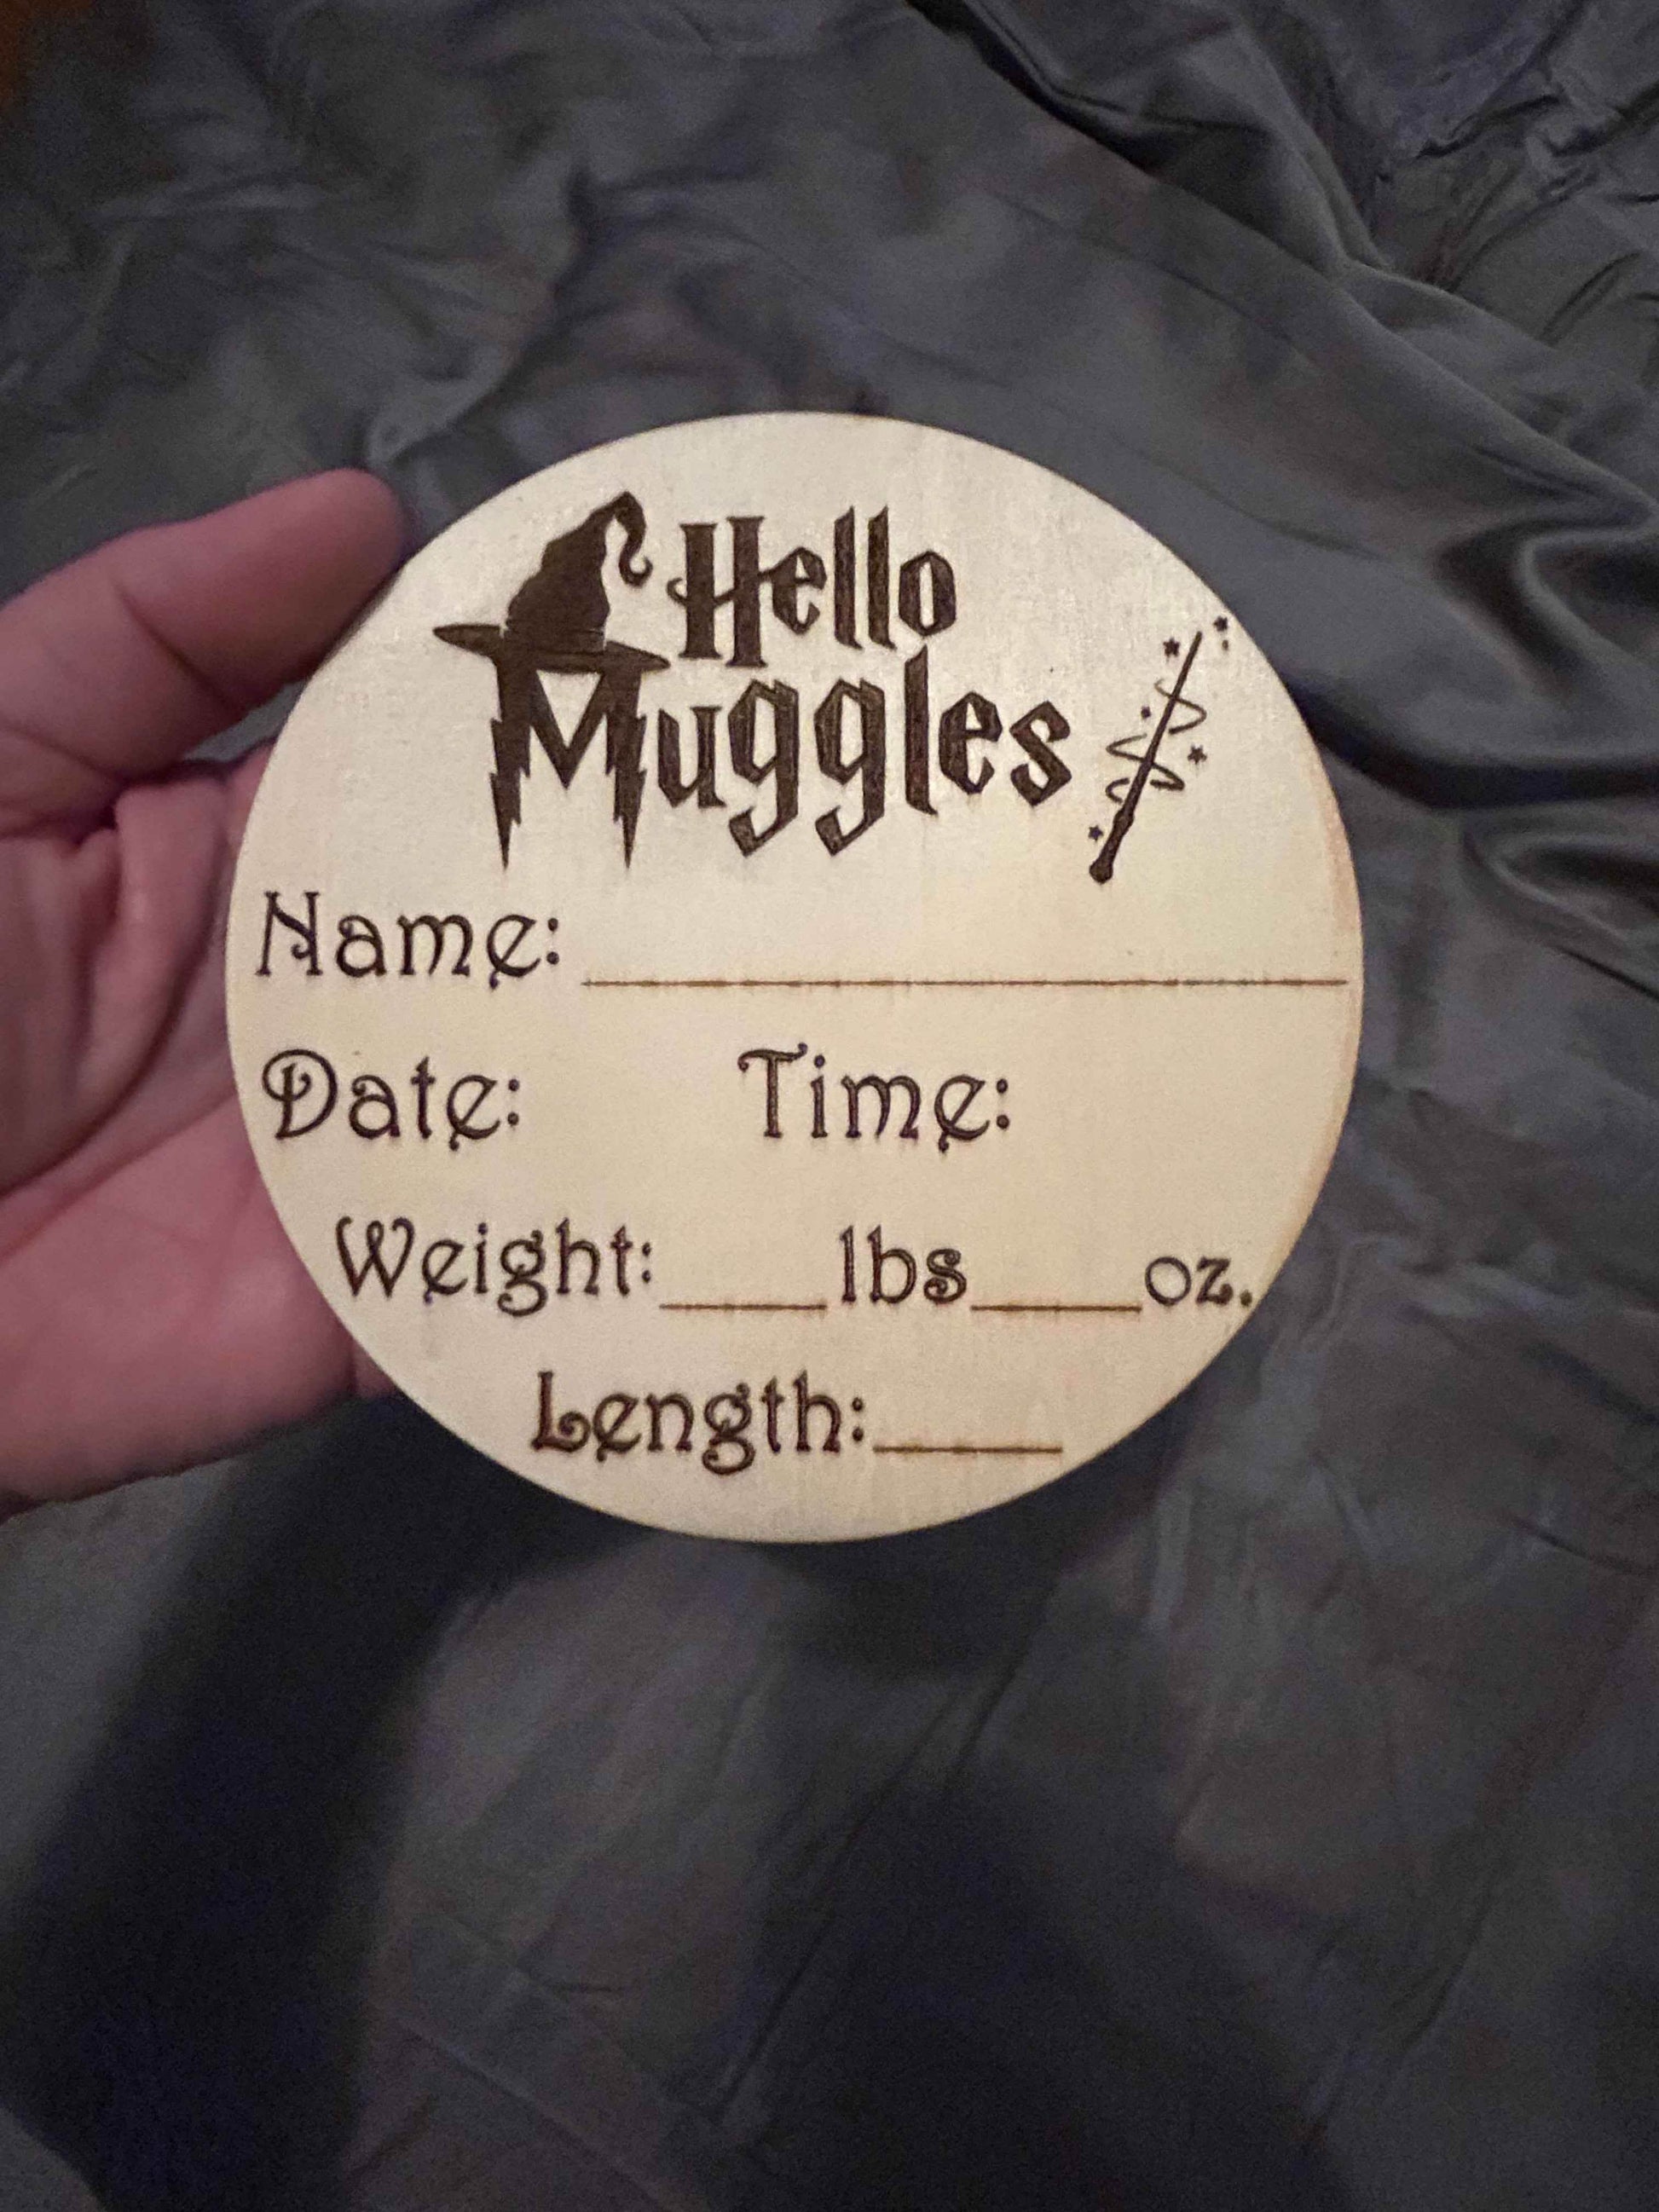 Hello
Muggles
Name: ____________________
Date: Time:
Weight:____lbs____oz.
Length:____